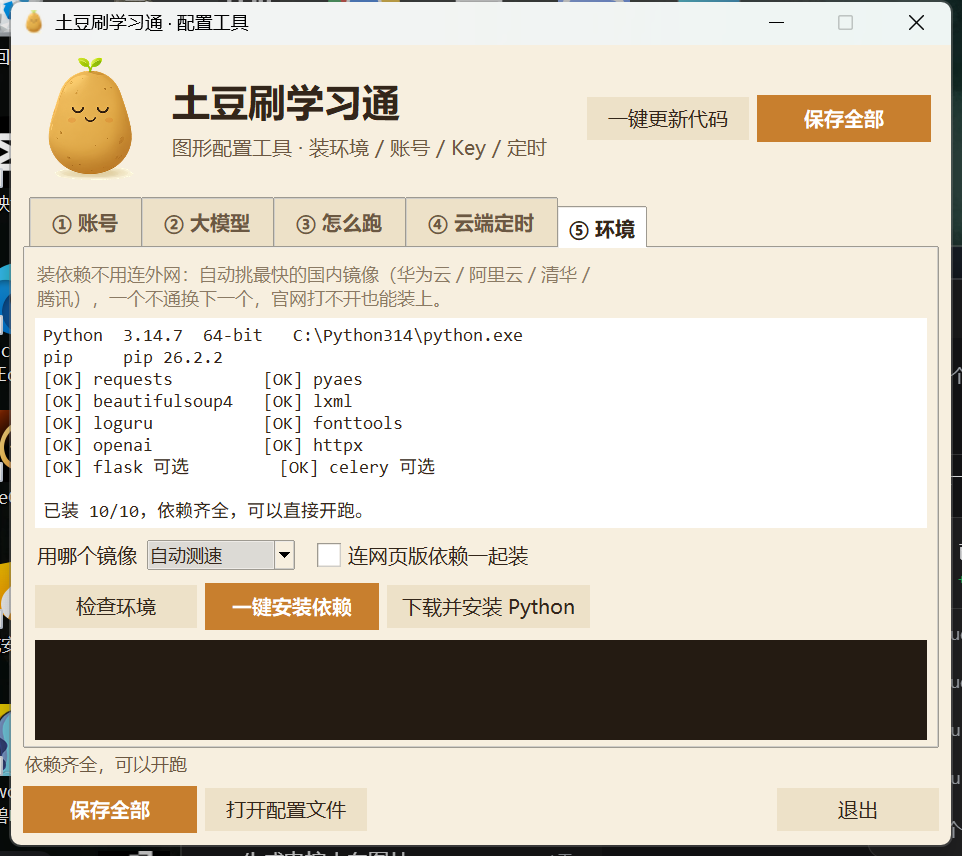 土豆刷学习通 · 配置工具
土豆刷学习通
图形配置工具 · 装环境 / 账号 / Key / 定时
一键更新代码
保存全部
① 账号
② 大模型
③ 怎么跑
④ 云端定时
⑤ 环境
装依赖不用连外网：自动挑最快的国内镜像（华为云 / 阿里云 / 清华 /
腾讯），一个不通换下一个，官网打不开也能装上。
Python 3.14.7 64-bit C:\Python314\python.exe
pip pip 26.2.2
[OK] requests [OK] pyaes
[OK] beautifulsoup4 [OK] lxml
[OK] loguru [OK] fonttools
[OK] openai [OK] httpx
[OK] flask 可选 [OK] celery 可选
已装 10/10，依赖齐全，可以直接开跑。
用哪个镜像 自动测速 连网页版依赖一起装
检查环境 一键安装依赖 下载并安装 Python
依赖齐全，可以开跑
保存全部 打开配置文件 退出